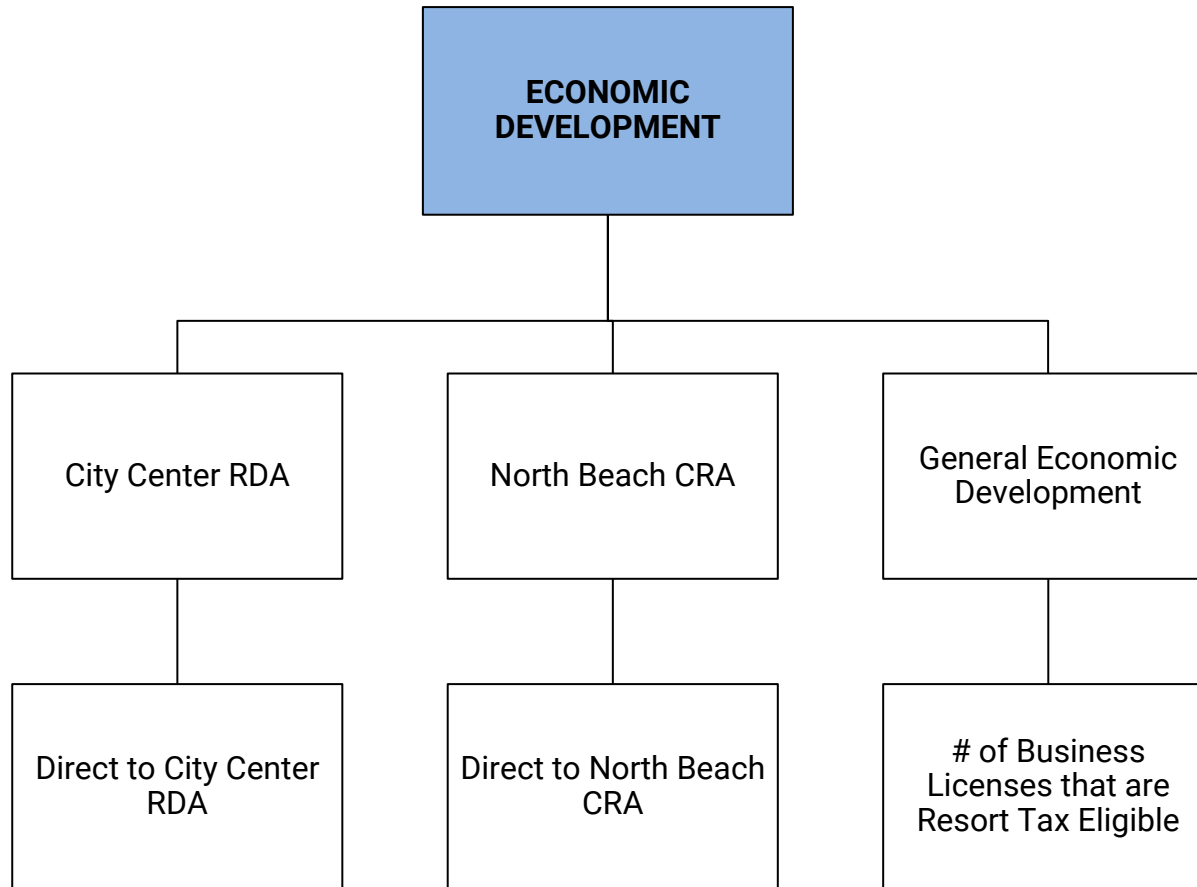 ECONOMIC
DEVELOPMENT
City Center RDA
North Beach CRA
General Economic
Development
Direct to City Center
RDA
Direct to North Beach
CRA
# of Business
Licenses that are
Resort Tax Eligible